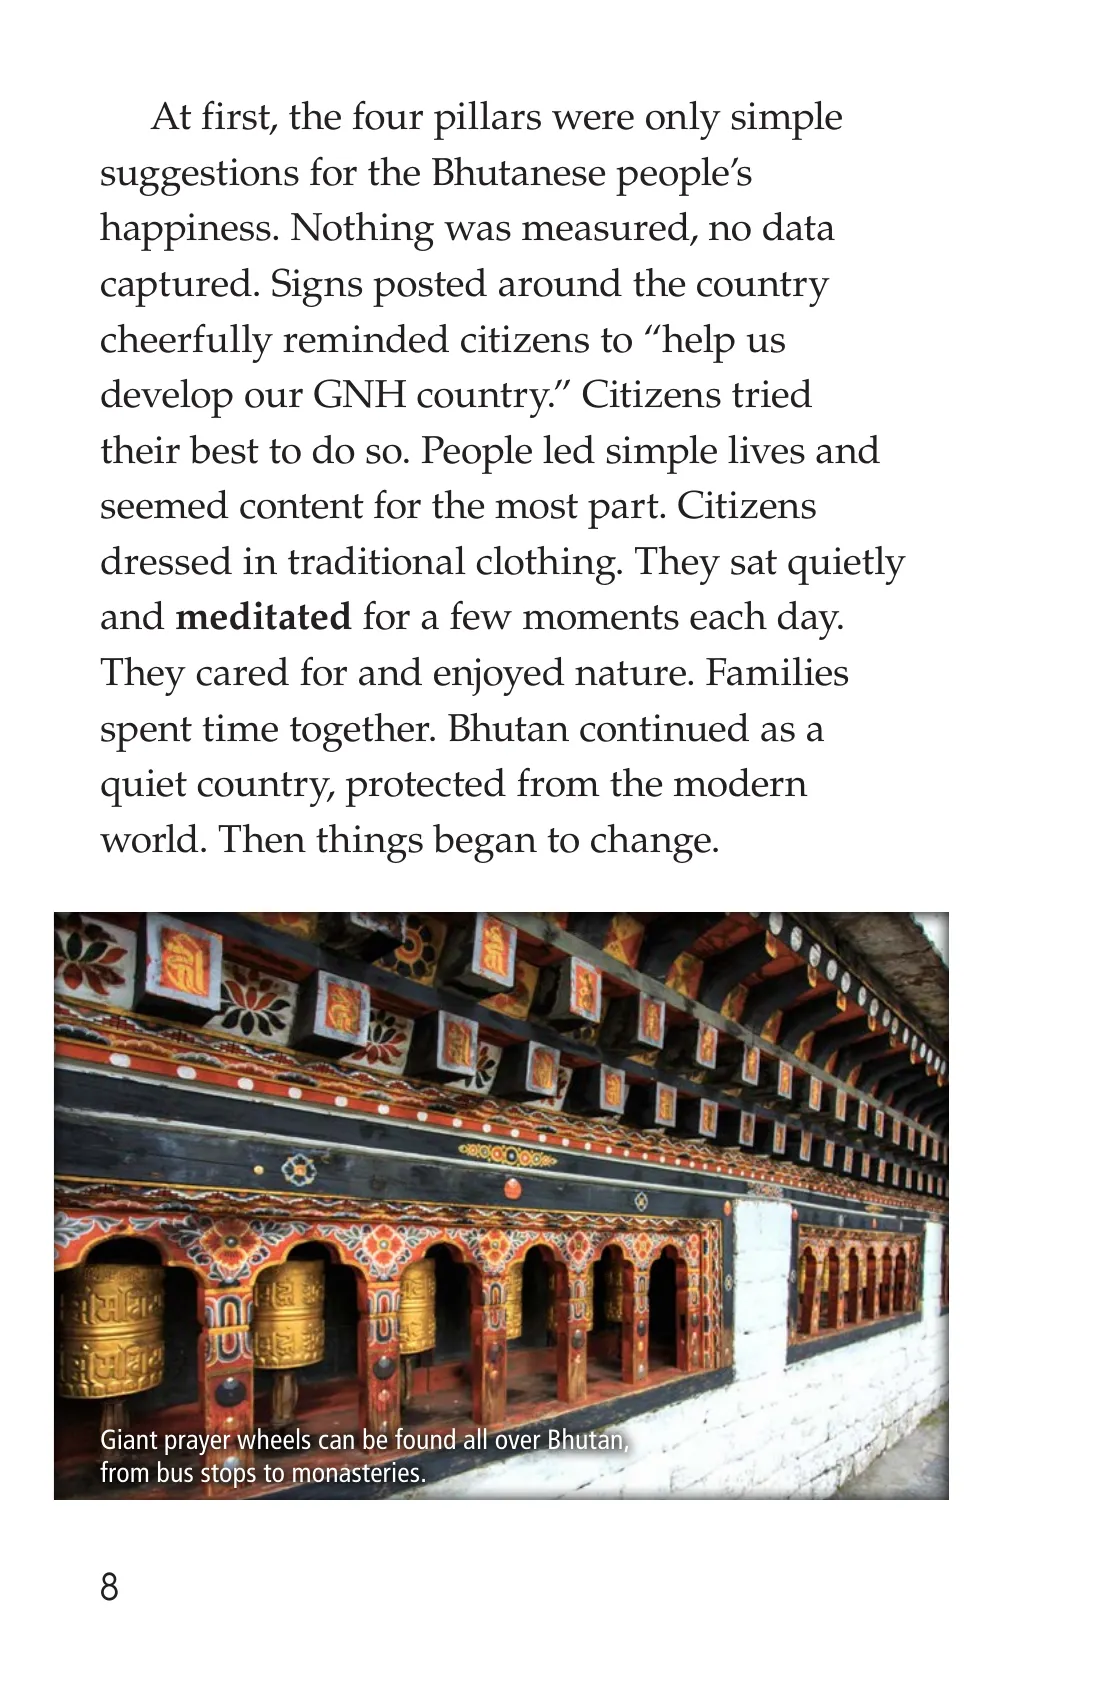 At first, the four pillars were only simple
suggestions for the Bhutanese people’s
happiness. Nothing was measured, no data
captured. Signs posted around the country
cheerfully reminded citizens to “help us
develop our GNH country.” Citizens tried
their best to do so. People led simple lives and
seemed content for the most part. Citizens
dressed in traditional clothing. They sat quietly
and meditated for a few moments each day.
They cared for and enjoyed nature. Families
spent time together. Bhutan continued as a
quiet country, protected from the modern
world. Then things began to change.
Giant prayer wheels can be found all over Bhutan,
from bus stops to monasteries.
8